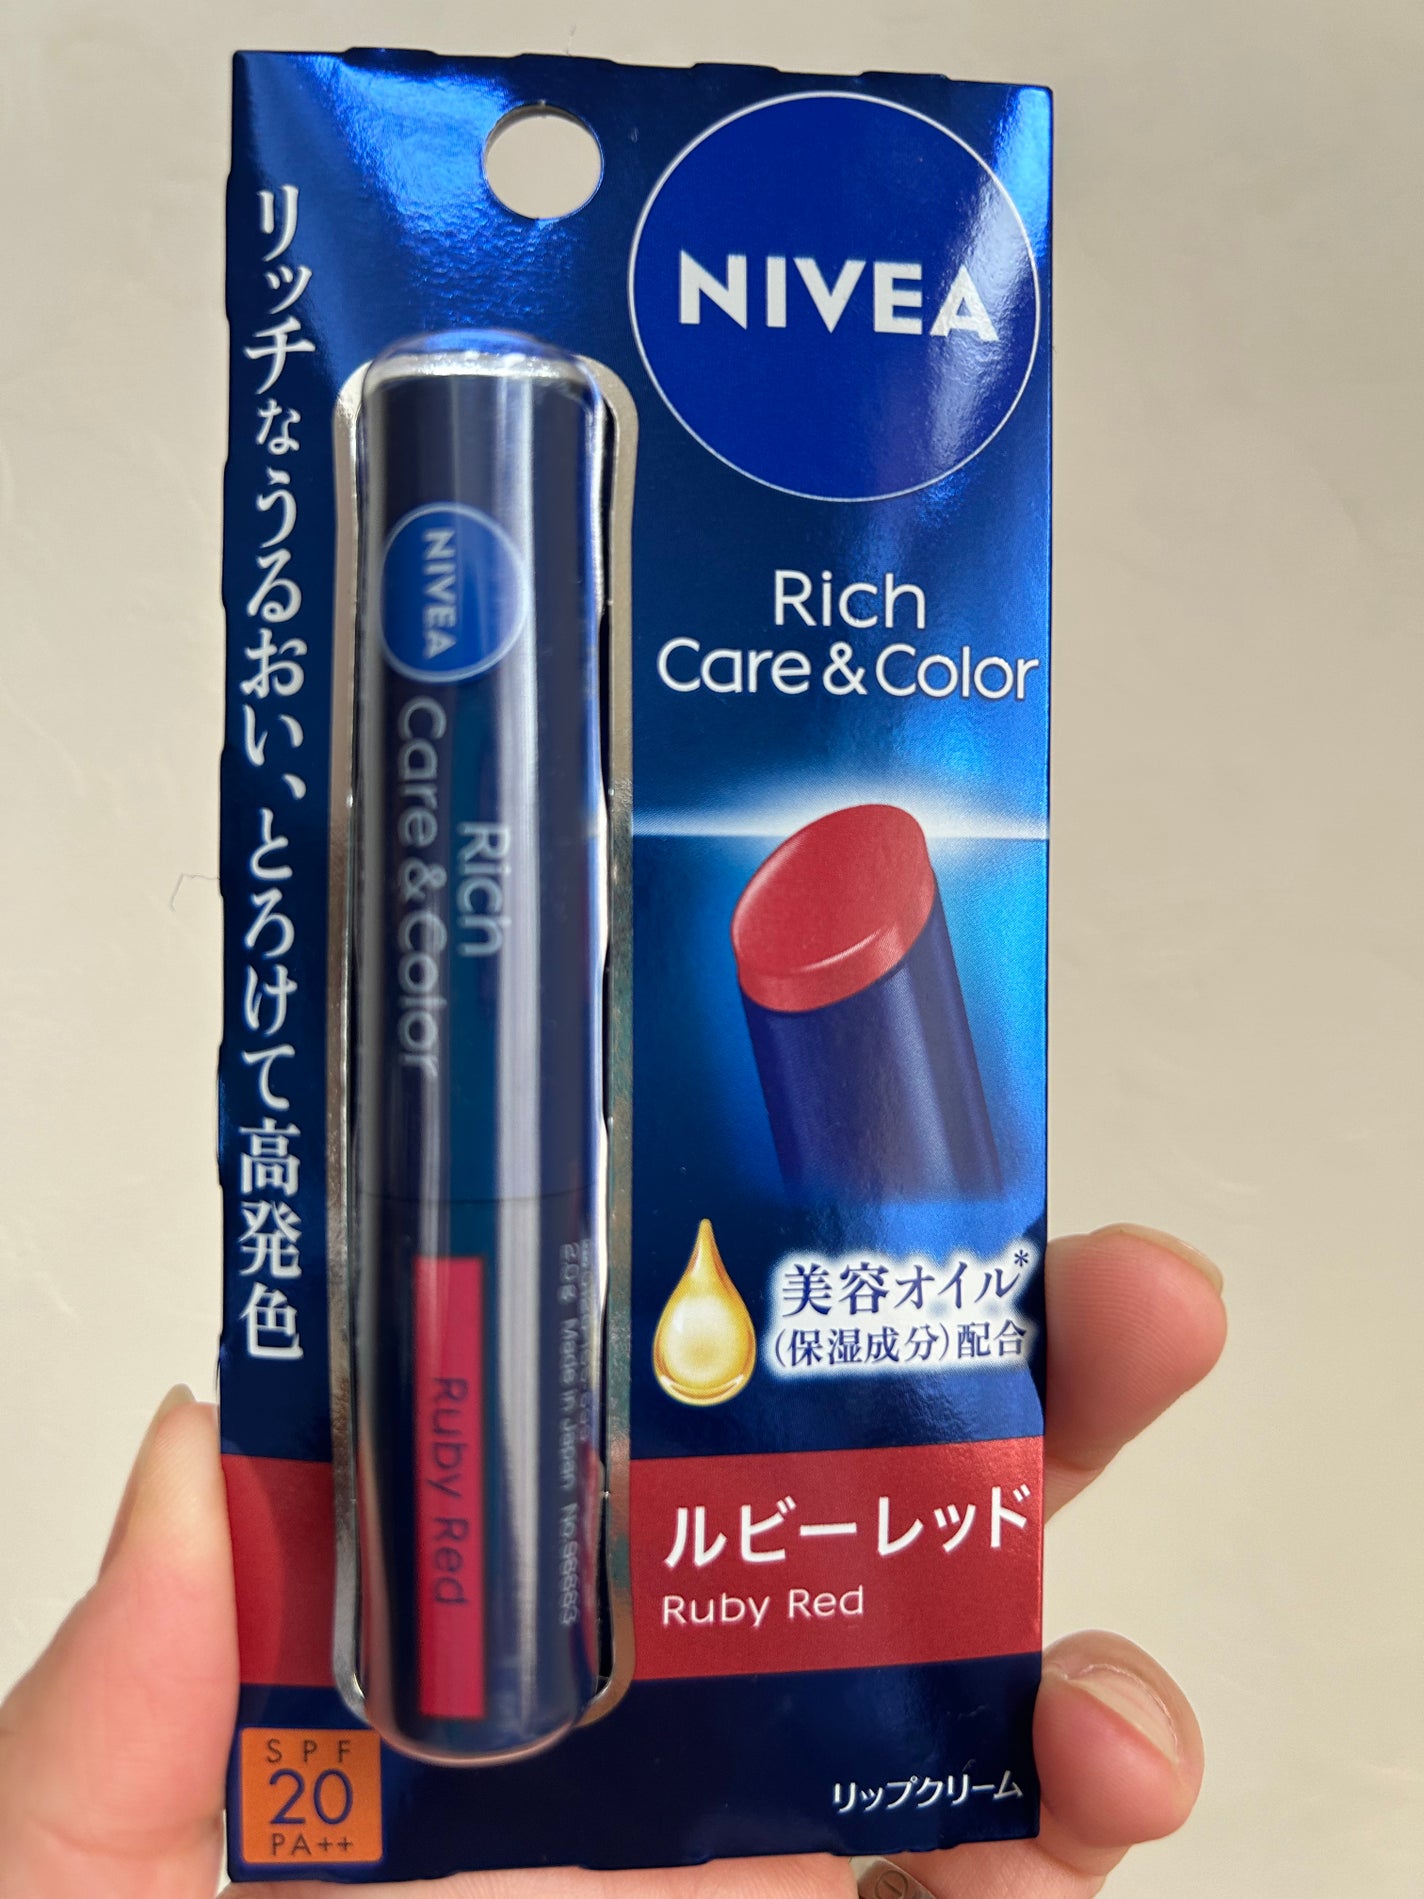 リッチなうるおい、とろけて高発色
NIVEA
Rich
Care & Color
美容オイル*
(保湿成分)配合
ルビーレッド
Ruby Red
リップクリーム
SPF
20
PA++
NIVEA
Rich
Care & Color
Ruby Red
2.0g Made in Japan